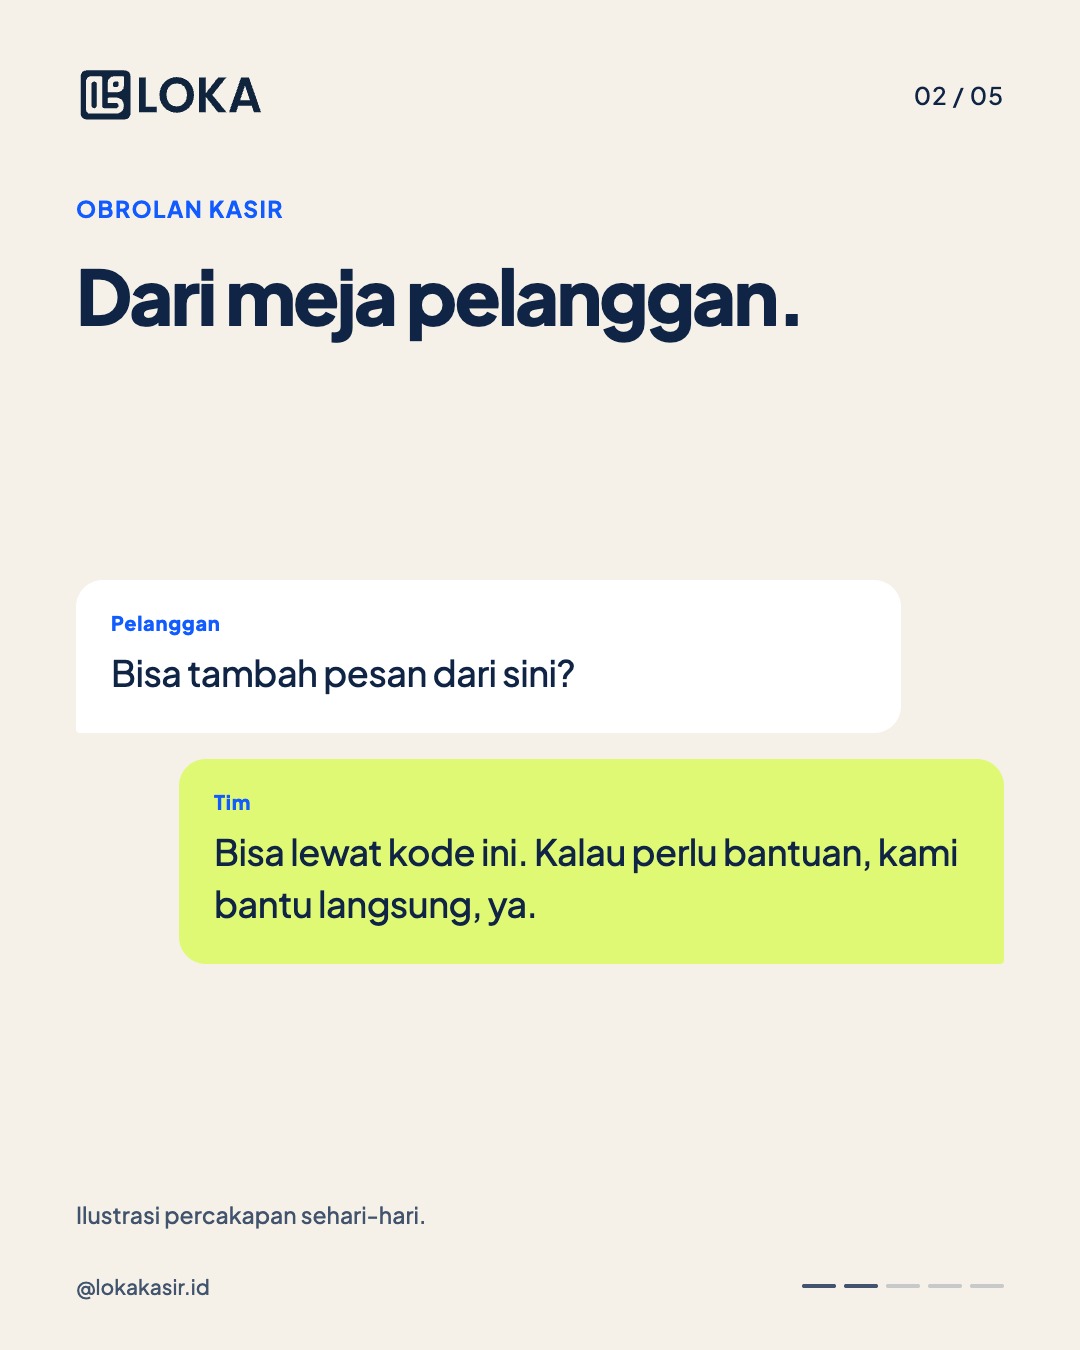 LOKA
02 / 05
OBROLAN KASIR
Dari meja pelanggan.
Pelanggan
Bisa tambah pesan dari sini?
Tim
Bisa lewat kode ini. Kalau perlu bantuan, kami
bantu langsung, ya.
Ilustrasi percakapan sehari-hari.
@lokakasir.id